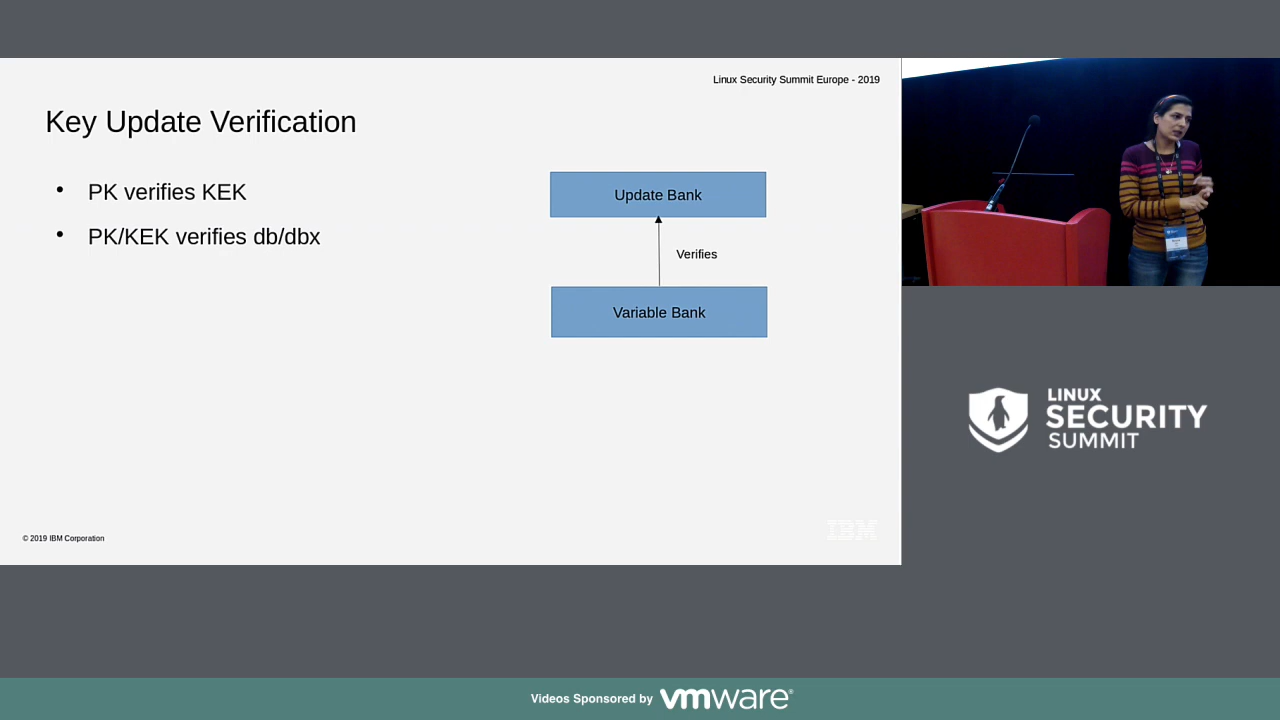 Linux Security Summit Europe - 2019
Key Update Verification
• PK verifies KEK
• PK/KEK verifies db/dbx
Update Bank
Verifies
Variable Bank
© 2019 IBM Corporation
IBM
LINUX
SECURITY
SUMMIT
Videos Sponsored by vmware®